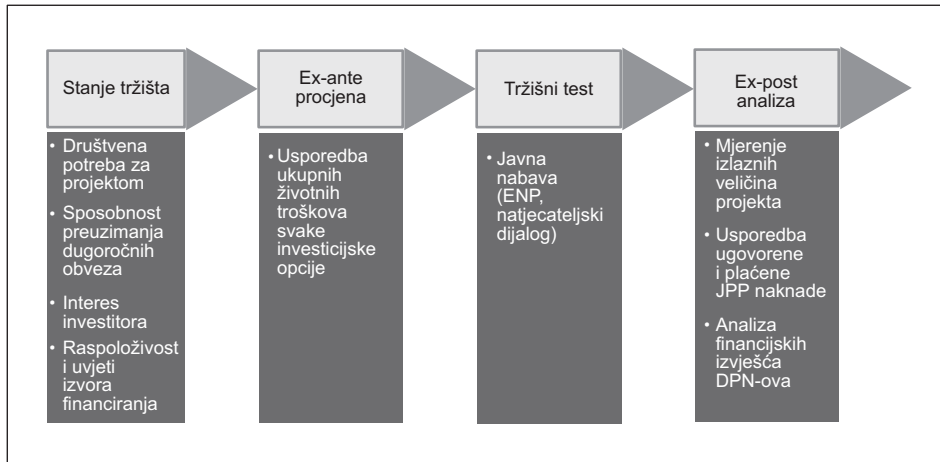 Stanje tržišta
• Društvena
potreba za
projektom
• Sposobnost
preuzimanja
dugoročnih
obveza
• Interes
investitora
• Raspoloživost
i uvjeti
izvora
financiranja
Ex-ante
procjena
• Usporedba
ukupnih
životnih
troškova
svake
investicijske
opcije
Tržišni test
• Javna
nabava
(ENP,
natjecateljski
dijalog)
Ex-post
analiza
• Mjerenje
izlaznih
veličina
projekta
• Usporedba
ugovorene
i plaćene
JPP naknade
• Analiza
financijskih
izvješća
DPN-ova